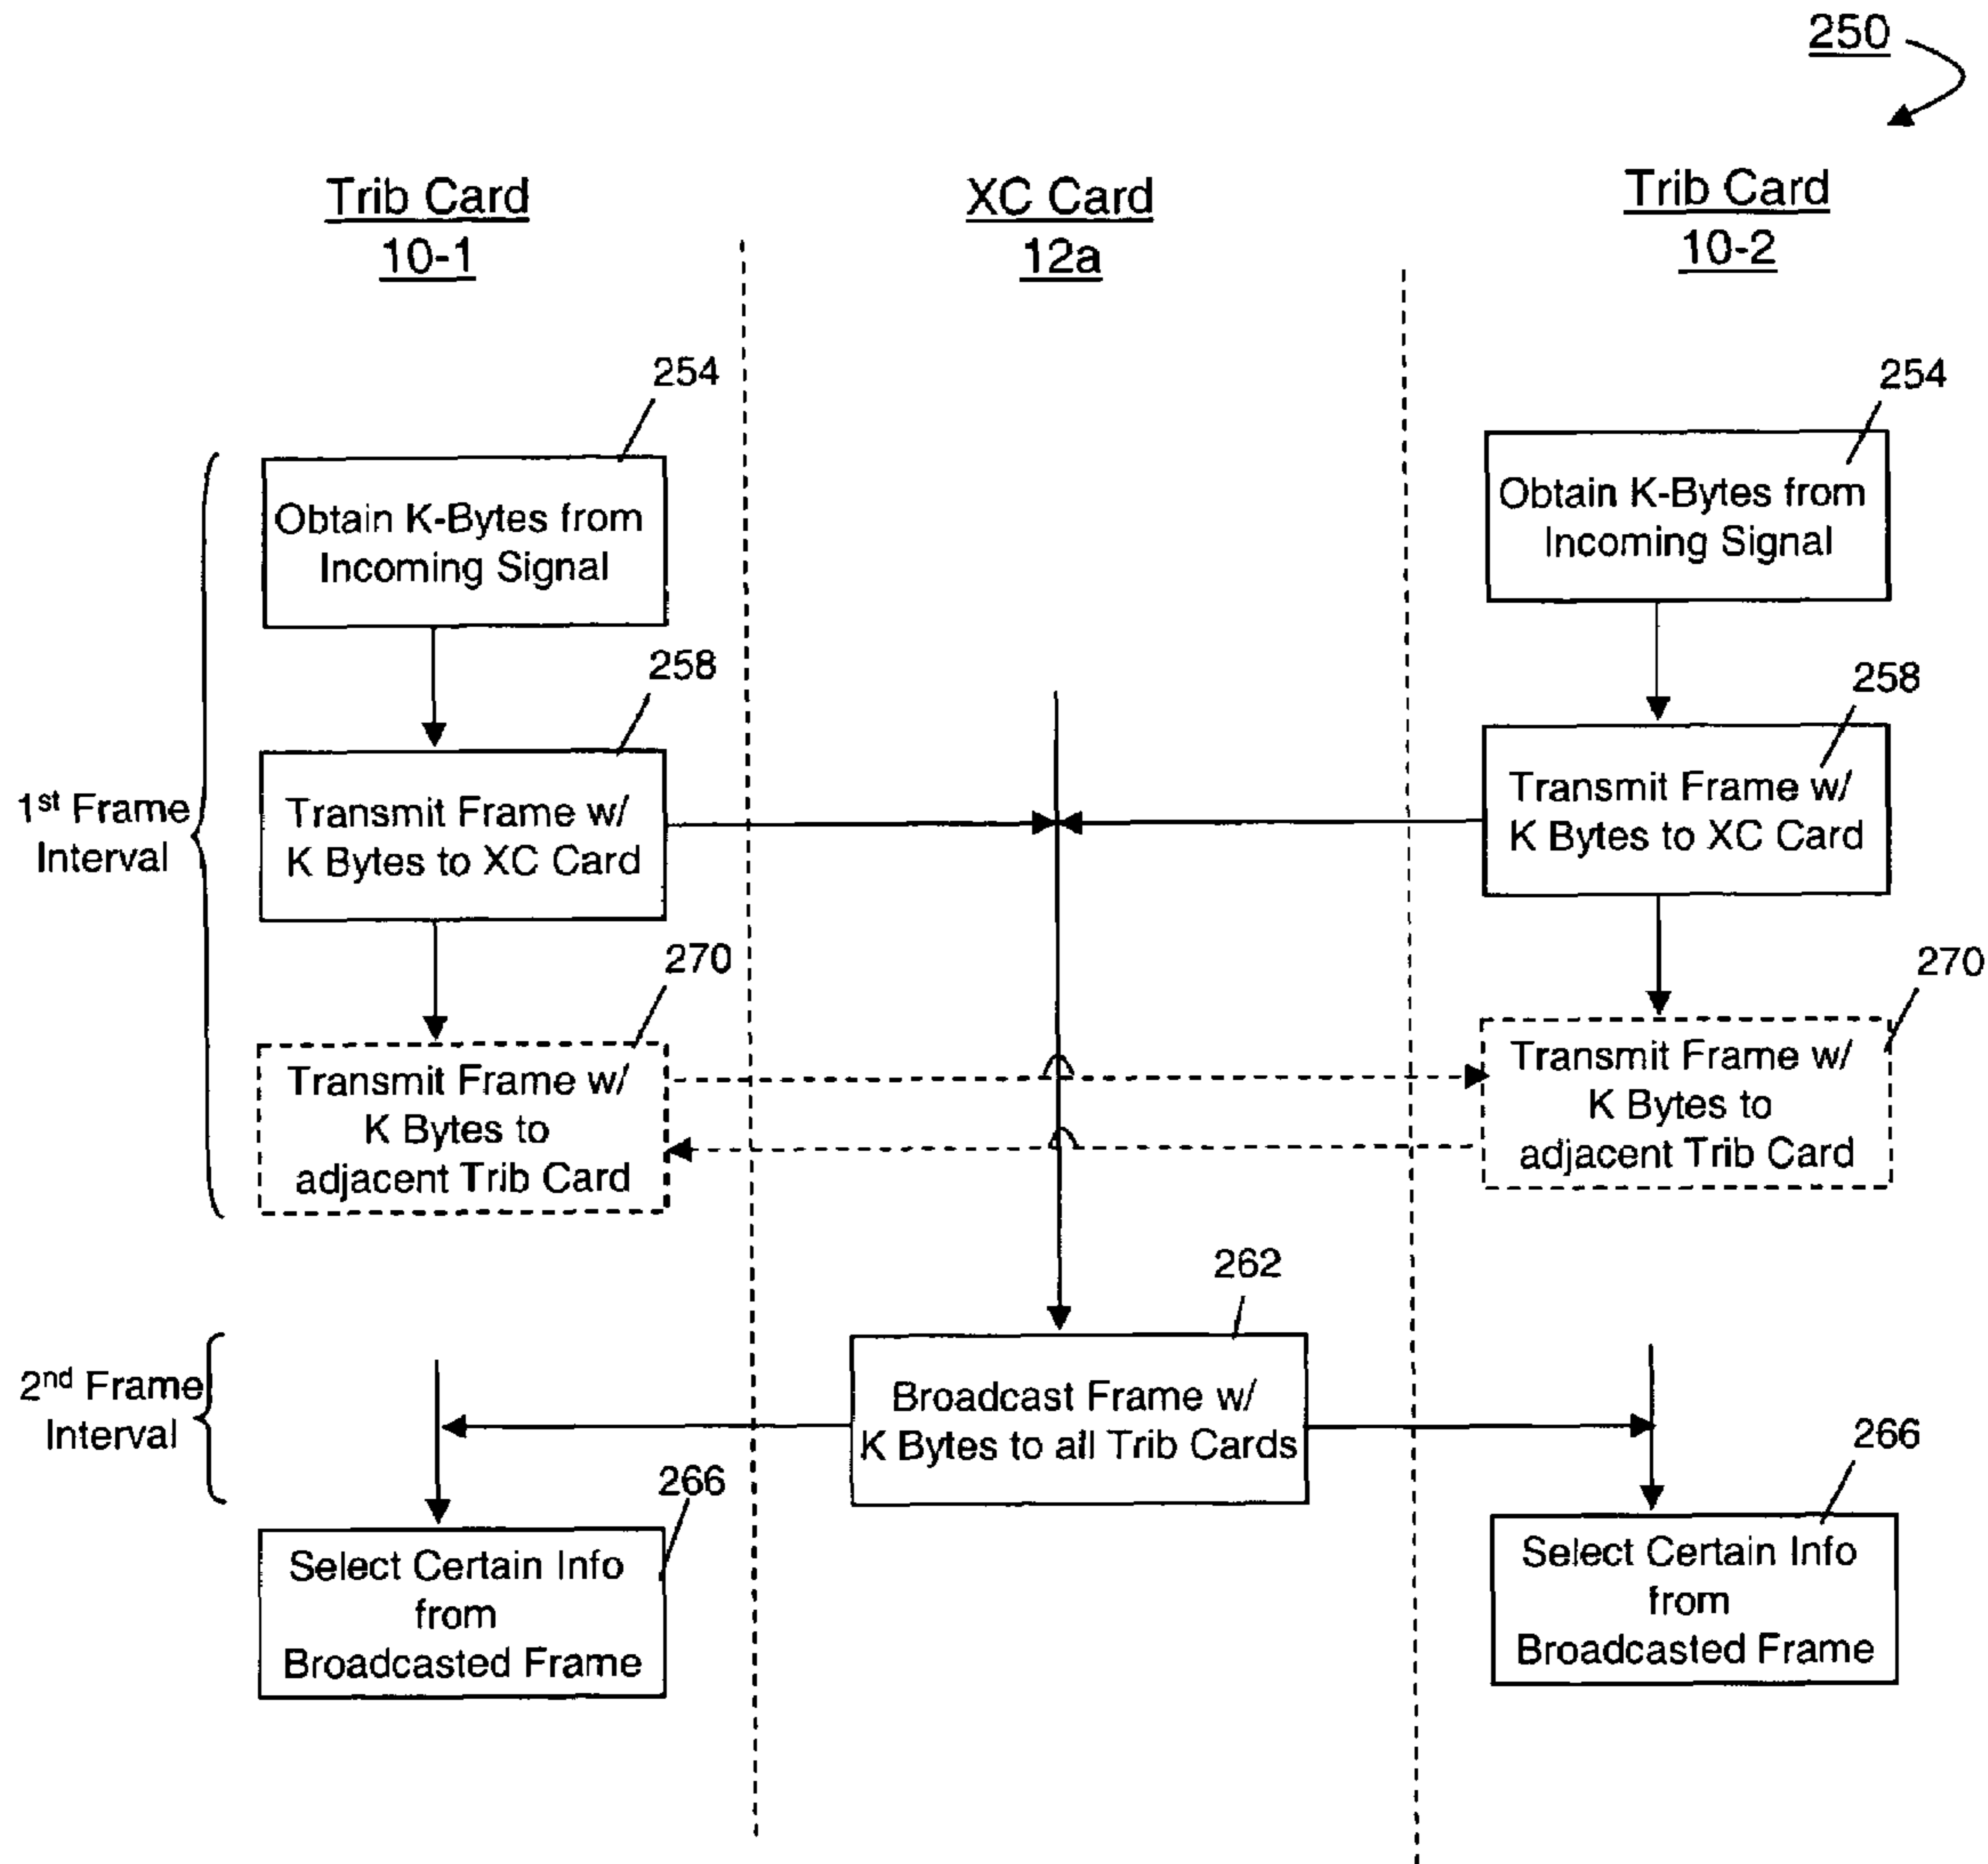 250
Trib Card
10-1
XC Card
12a
Trib Card
10-2
254
254
Obtain K-Bytes from
Incoming Signal
Obtain K-Bytes from
Incoming Signal
258
258
1st Frame
Interval
Transmit Frame w/
K Bytes to XC Card
Transmit Frame w/
K Bytes to XC Card
270
270
Transmit Frame w/
K Bytes to
adjacent Trib Card
Transmit Frame w/
K Bytes to
adjacent Trib Card
262
2nd Frame
Interval
Broadcast Frame w/
K Bytes to all Trib Cards
266
266
Select Certain Info
from
Broadcasted Frame
Select Certain Info
from
Broadcasted Frame